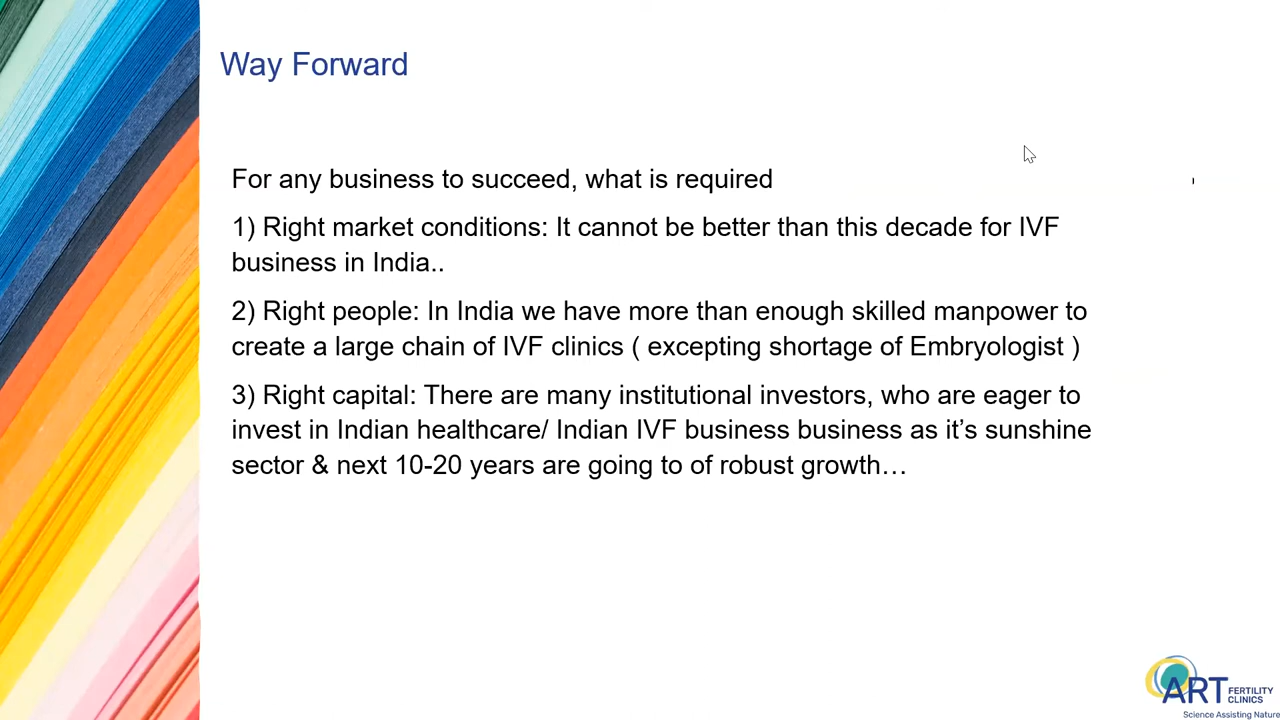 Way Forward
For any business to succeed, what is required
1) Right market conditions: It cannot be better than this decade for IVF
business in India..
2) Right people: In India we have more than enough skilled manpower to
create a large chain of IVF clinics ( excepting shortage of Embryologist )
3) Right capital: There are many institutional investors, who are eager to
invest in Indian healthcare/ Indian IVF business business as it’s sunshine
sector & next 10-20 years are going to of robust growth…
ART FERTILITY
CLINICS
Science Assisting Nature